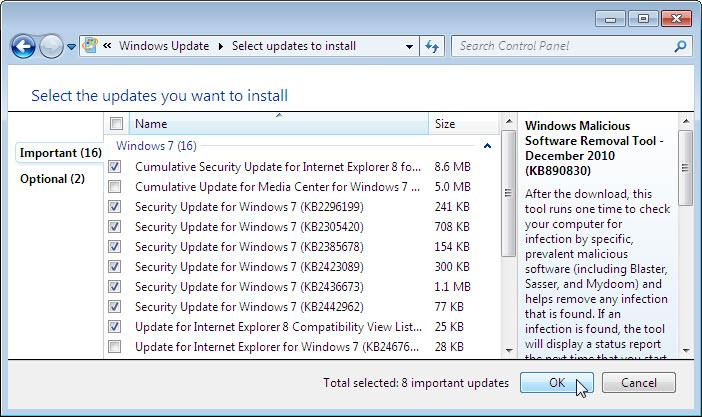 « Windows Update ▸ Select updates to install
Search Control Panel
Select the updates you want to install
Important (16)
Optional (2)
Name Size
Windows 7 (16)
Cumulative Security Update for Internet Explorer 8 fo... 8.6 MB
Cumulative Update for Media Center for Windows 7 ... 5.0 MB
Security Update for Windows 7 (KB2296199) 241 KB
Security Update for Windows 7 (KB2305420) 708 KB
Security Update for Windows 7 (KB2385678) 154 KB
Security Update for Windows 7 (KB2423089) 300 KB
Security Update for Windows 7 (KB2436673) 1.1 MB
Security Update for Windows 7 (KB2442962) 77 KB
Update for Internet Explorer 8 Compatibility View List... 25 KB
Update for Internet Explorer for Windows 7 (KB24676... 28 KB
Windows Malicious
Software Removal Tool -
December 2010
(KB890830)
After the download, this
tool runs one time to check
your computer for
infection by specific,
prevalent malicious
software (including Blaster,
Sasser, and Mydoom) and
helps remove any infection
that is found. If an
infection is found, the tool
will display a status report
the next time that you start
Total selected: 8 important updates
OK
Cancel